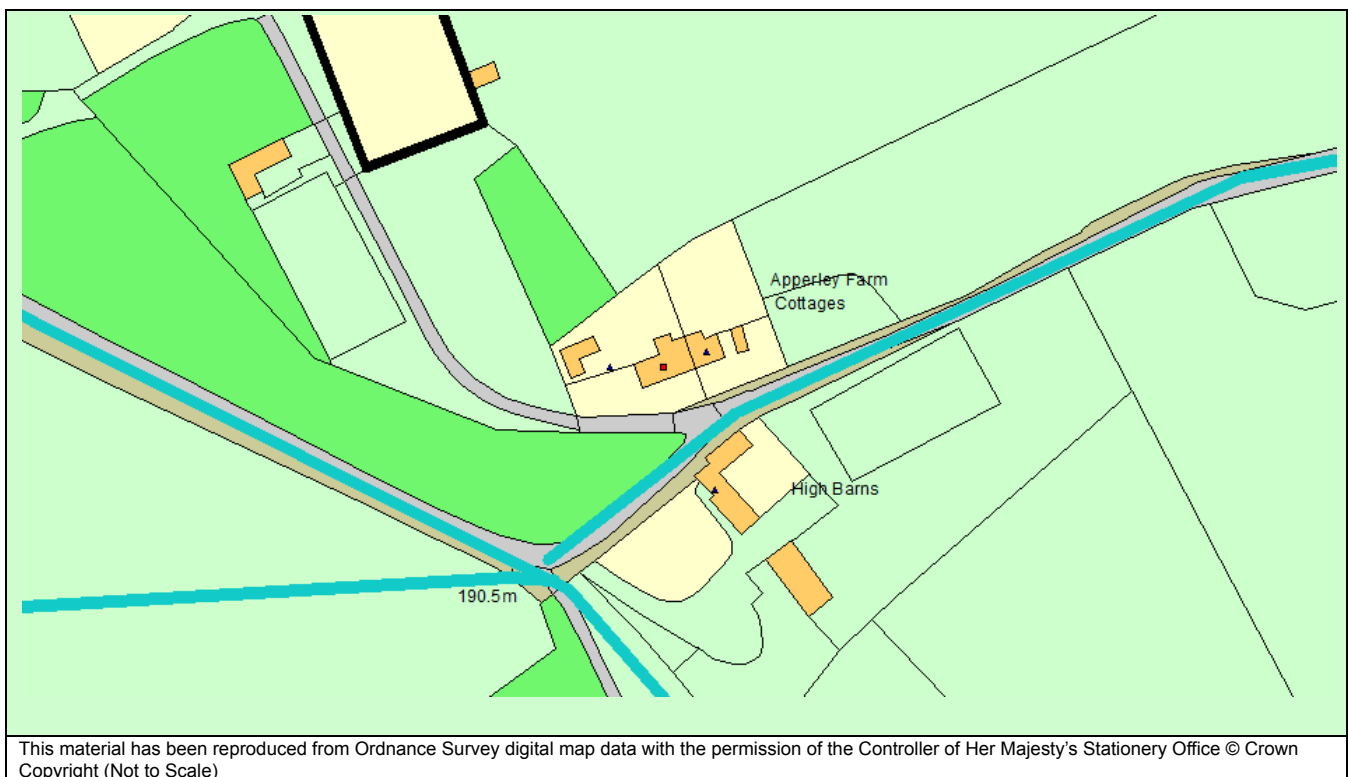 Apperley Farm
Cottages
High Barns
190.5m
This material has been reproduced from Ordnance Survey digital map data with the permission of the Controller of Her Majesty's Stationery Office © Crown
Copyright (Not to Scale)